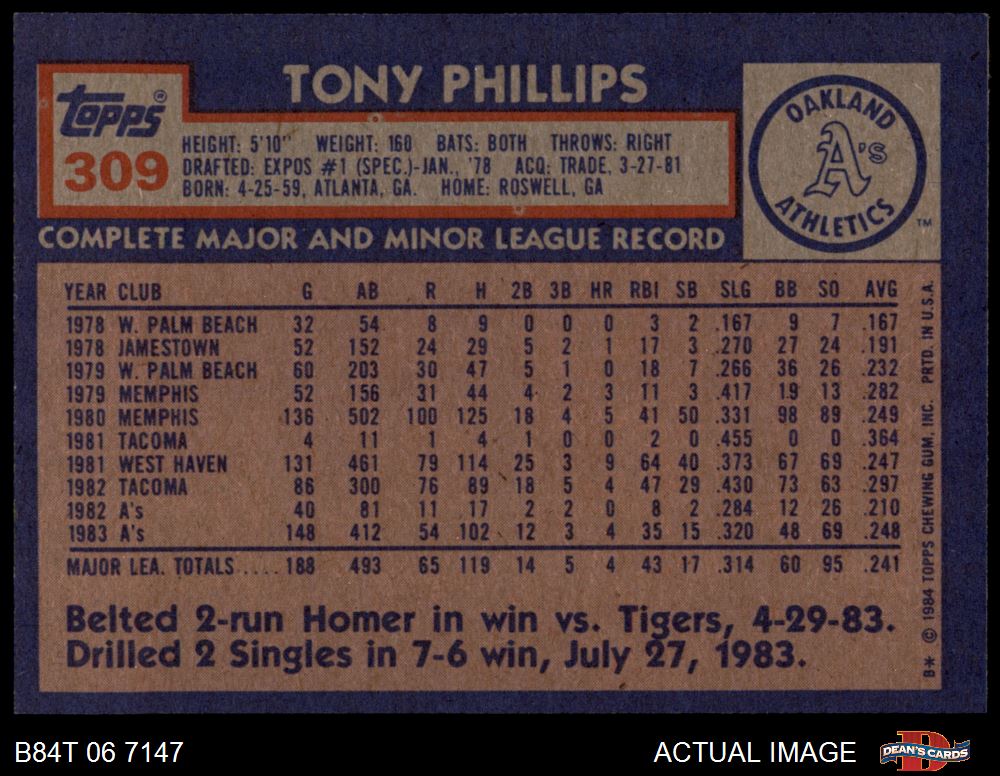 TONY PHILLIPS
Topps®
309
HEIGHT: 5'10" WEIGHT: 160 BATS: BOTH THROWS: RIGHT
DRAFTED: EXPOS #1 (SPEC.)-JAN., '78 ACQ: TRADE, 3-27-81
BORN: 4-25-59, ATLANTA, GA. HOME: ROSWELL, GA
OAKLAND
A's
ATHLETICS
TM
COMPLETE MAJOR AND MINOR LEAGUE RECORD
YEAR CLUB G AB R H 2B 3B HR RBI SB SLG BB SO AVG
1978 W. PALM BEACH 32 54 8 9 0 0 0 3 2 .167 9 7 .167
1978 JAMESTOWN 52 152 24 29 5 2 1 17 3 .270 27 24 .191
1979 W. PALM BEACH 60 203 30 47 5 1 0 18 7 .266 36 26 .232
1979 MEMPHIS 52 156 31 44 4 2 3 11 3 .417 19 13 .282
1980 MEMPHIS 136 502 100 125 18 4 5 41 50 .331 98 89 .249
1981 TACOMA 4 11 1 4 1 0 0 2 0 .455 0 0 .364
1981 WEST HAVEN 131 461 79 114 25 3 9 64 40 .373 67 69 .247
1982 TACOMA 86 300 76 89 18 5 4 47 29 .430 73 63 .297
1982 A's 40 81 11 17 2 2 0 8 2 .284 12 26 .210
1983 A's 148 412 54 102 12 3 4 35 15 .320 48 69 .248
MAJOR LEA. TOTALS..... 188 493 65 119 14 5 4 43 17 .314 60 95 .241
Belted 2-run Homer in win vs. Tigers, 4-29-83.
Drilled 2 Singles in 7-6 win, July 27, 1983.
B* © 1984 TOPPS CHEWING GUM, INC. PRTD. IN U.S.A.
B84T 06 7147
ACTUAL IMAGE
DEAN'S CARDS